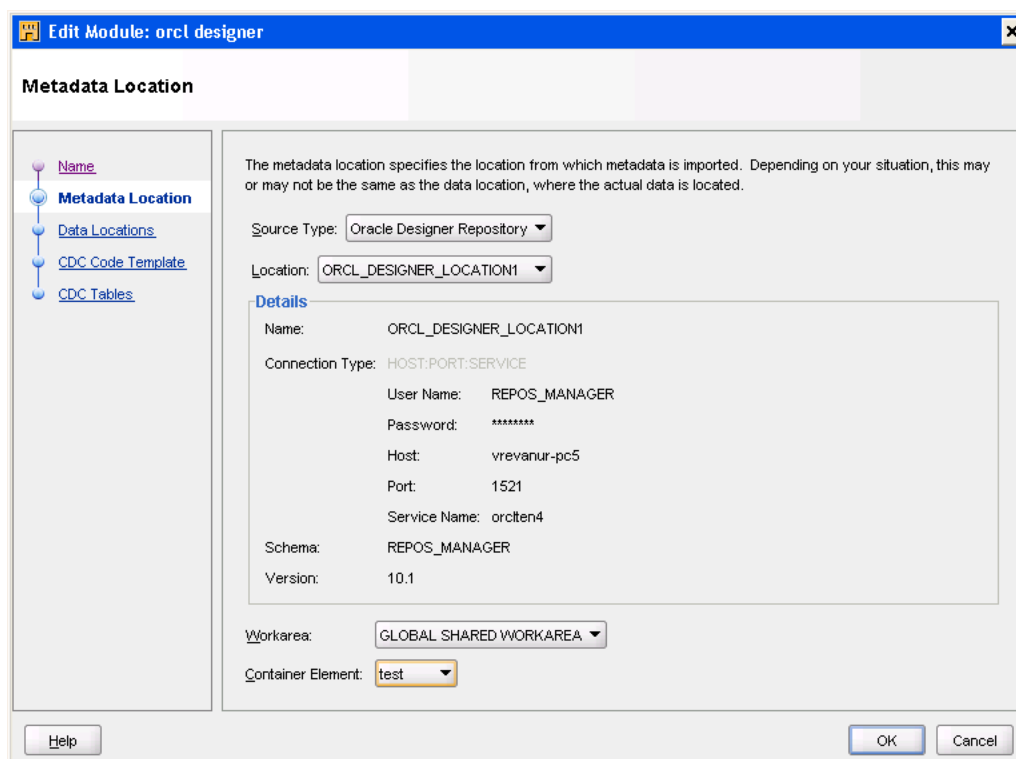 Edit Module: orcl designer
Metadata Location
Name
Metadata Location
Data Locations
CDC Code Template
CDC Tables
The metadata location specifies the location from which metadata is imported. Depending on your situation, this may
or may not be the same as the data location, where the actual data is located.
Source Type: Oracle Designer Repository
Location: ORCL_DESIGNER_LOCATION1
Details
Name: ORCL_DESIGNER_LOCATION1
Connection Type: HOST:PORT:SERVICE
User Name: REPOS_MANAGER
Password: ********
Host: vrevanur-pc5
Port: 1521
Service Name: orclten4
Schema: REPOS_MANAGER
Version: 10.1
Workarea: GLOBAL SHARED WORKAREA
Container Element: test
Help OK Cancel